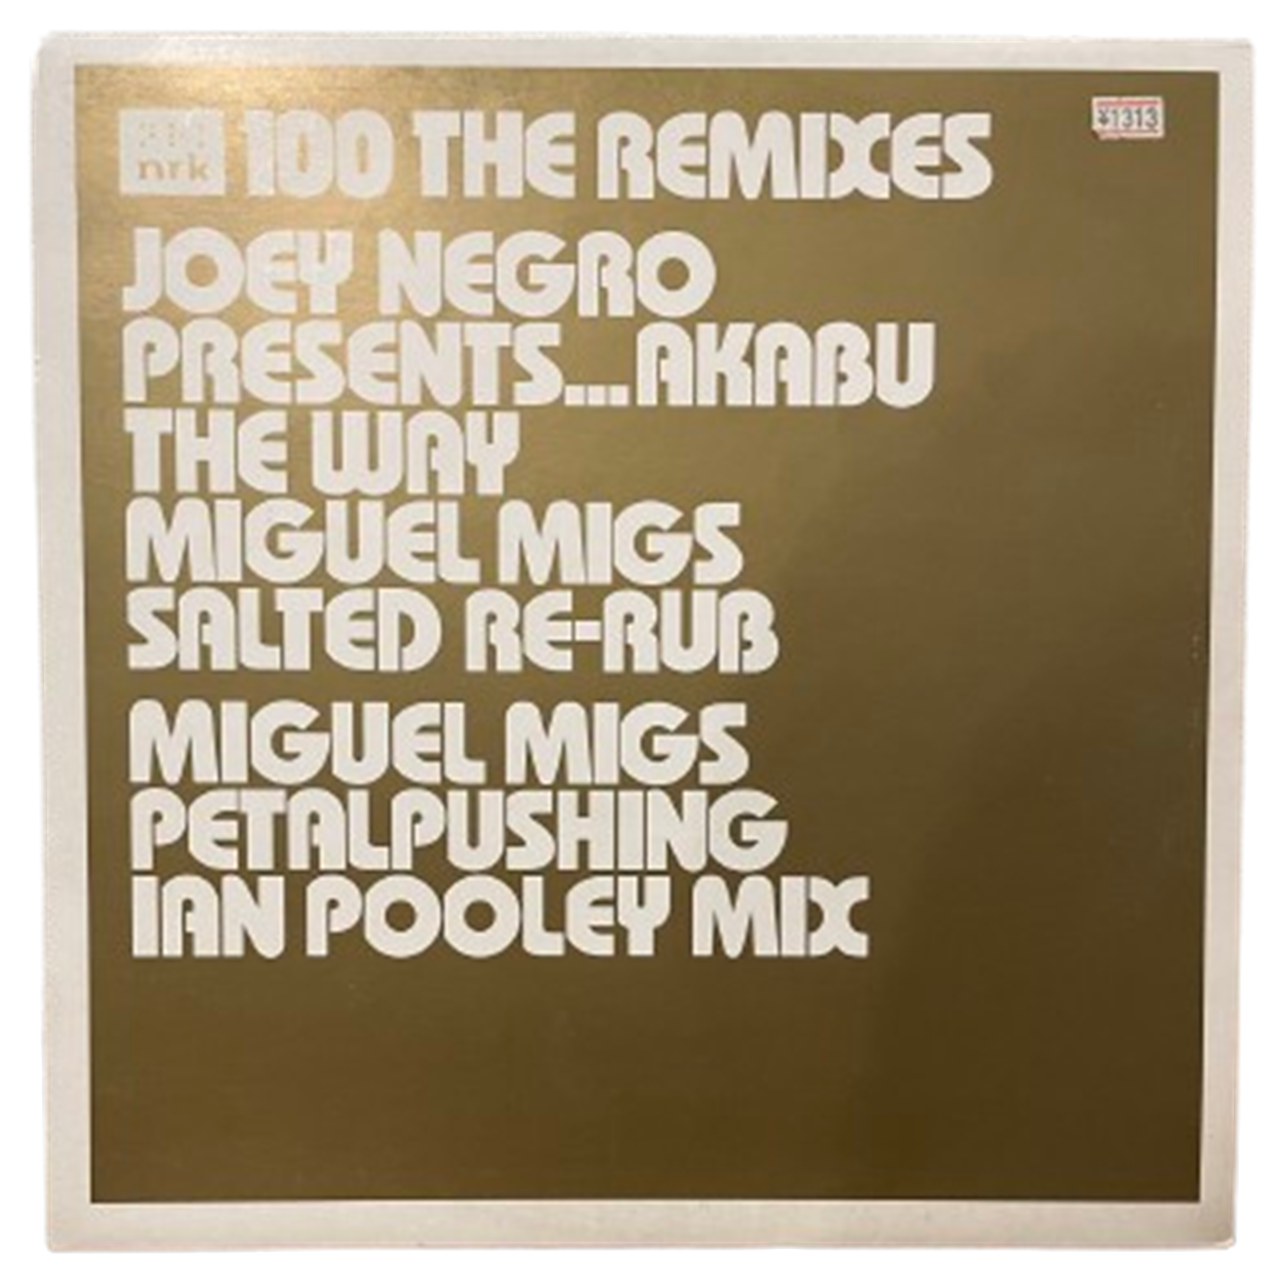 nrk 100 THE REMIXES
¥1313
JOEY NEGRO
PRESENTS...AKABU
THE WAY
MIGUEL MIGS
SALTED RE-RUB
MIGUEL MIGS
PETALPUSHING
IAN POOLEY MIX